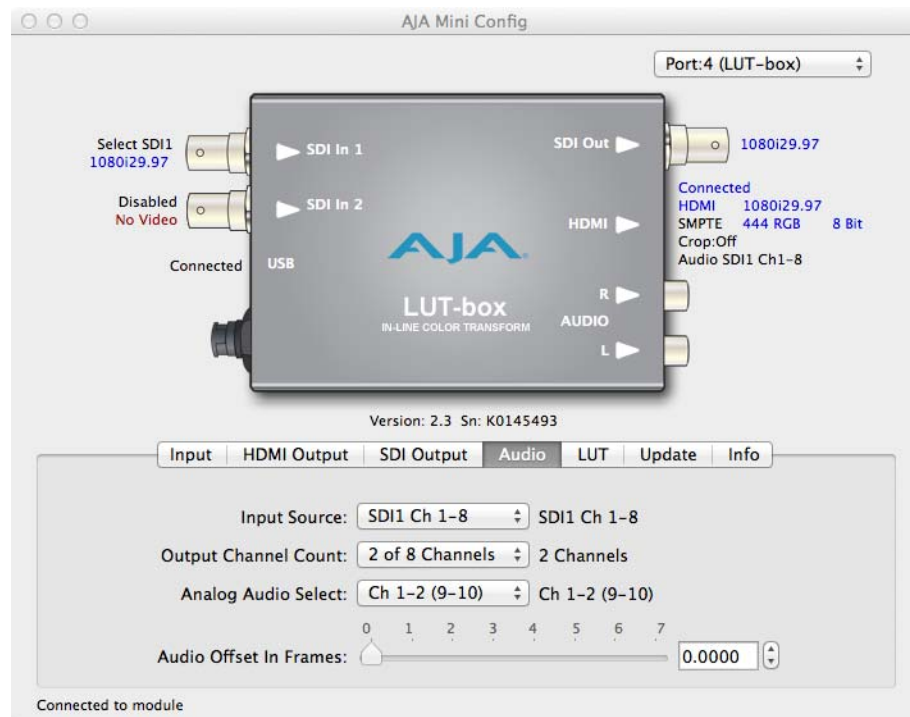 AJA Mini Config
Port:4 (LUT-box)
Select SDI1
1080i29.97
Disabled
No Video
Connected
SDI In 1
SDI In 2
USB
AJA
LUT-box
IN-LINE COLOR TRANSFORM
SDI Out
HDMI
R
AUDIO
L
1080i29.97
Connected
HDMI 1080i29.97
SMPTE 444 RGB 8 Bit
Crop:Off
Audio SDI1 Ch1-8
Version: 2.3 Sn: K0145493
Input HDMI Output SDI Output Audio LUT Update Info
Input Source: SDI1 Ch 1-8 SDI1 Ch 1-8
Output Channel Count: 2 of 8 Channels 2 Channels
Analog Audio Select: Ch 1-2 (9-10) Ch 1-2 (9-10)
0 1 2 3 4 5 6 7
Audio Offset In Frames: 0.0000
Connected to module